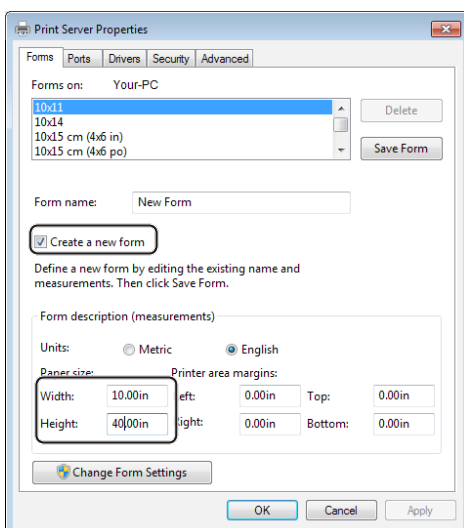 Print Server Properties
Forms Ports Drivers Security Advanced
Forms on: Your-PC
10x11
10x14
10x15 cm (4x6 in)
10x15 cm (4x6 po)
Delete
Save Form
Form name: New Form
Create a new form
Define a new form by editing the existing name and
measurements. Then click Save Form.
Form description (measurements)
Units: Metric English
Paper size: Printer area margins:
Width: 10.00in eft: 0.00in Top: 0.00in
Height: 40.00in ight: 0.00in Bottom: 0.00in
Change Form Settings
OK Cancel Apply